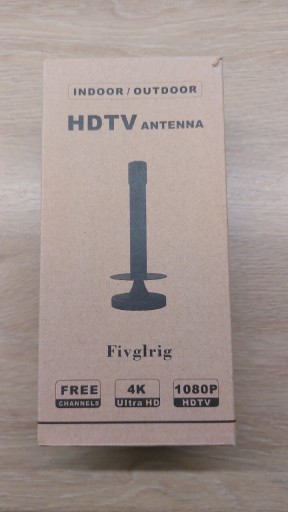 INDOOR / OUTDOOR
HDTV ANTENNA
Fivglrig
FREE CHANNELS
4K Ultra HD
1080P HDTV